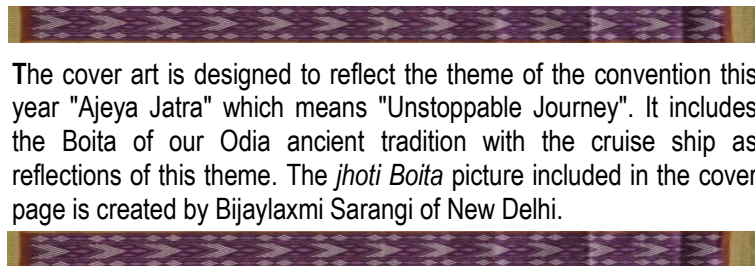 The cover art is designed to reflect the theme of the convention this
year "Ajeya Jatra" which means "Unstoppable Journey". It includes
the Boita of our Odia ancient tradition with the cruise ship as
reflections of this theme. The jhoti Boita picture included in the cover
page is created by Bijaylaxmi Sarangi of New Delhi.